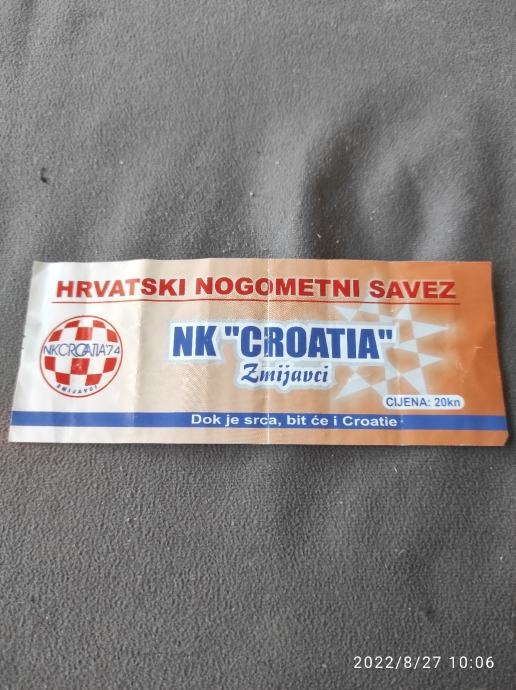 HRVATSKI NOGOMETNI SAVEZ
NK CROATIA'74
ZMIJAVCI
NK "CROATIA"
Zmijavci
CIJENA: 20kn
Dok je srca, bit će i Croatie
2022/8/27 10:06